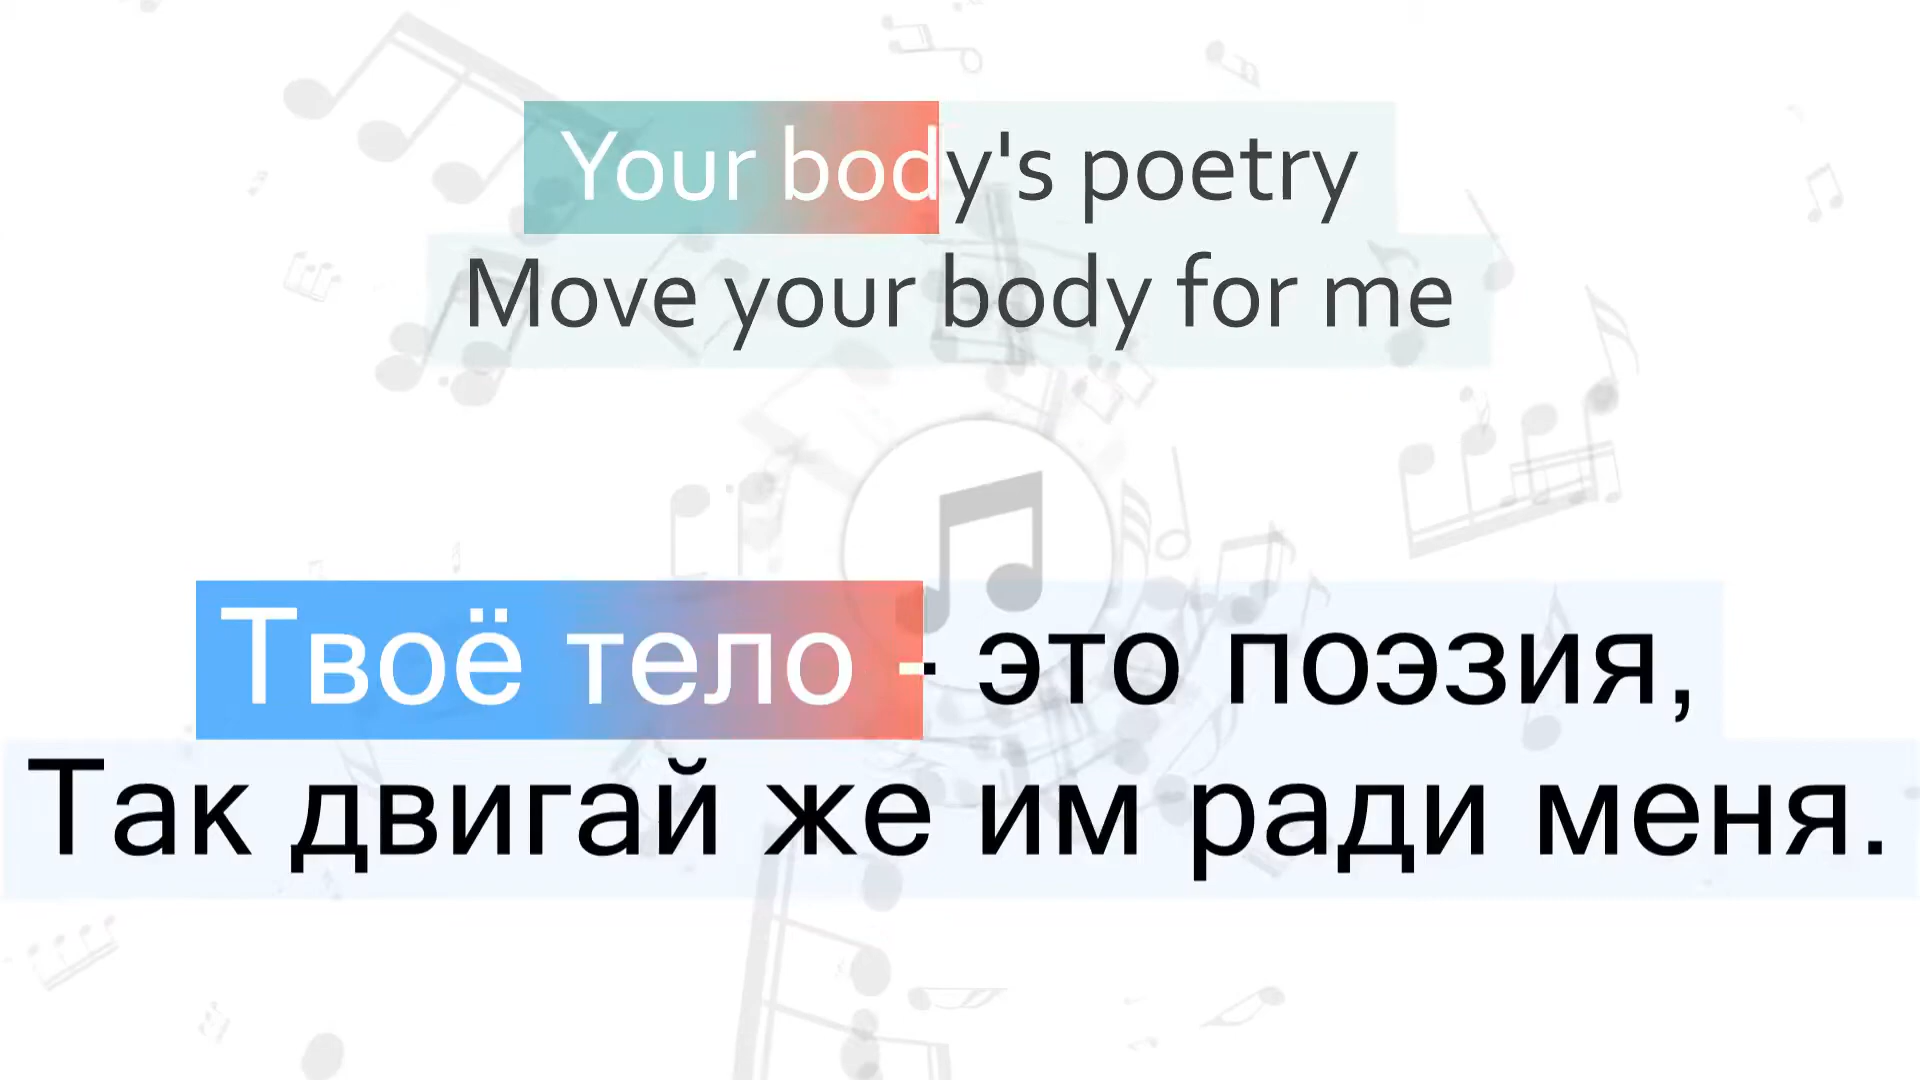 Your body's poetry
Move your body for me
Твоё тело - это поэзия,
Так двигай же им ради меня.